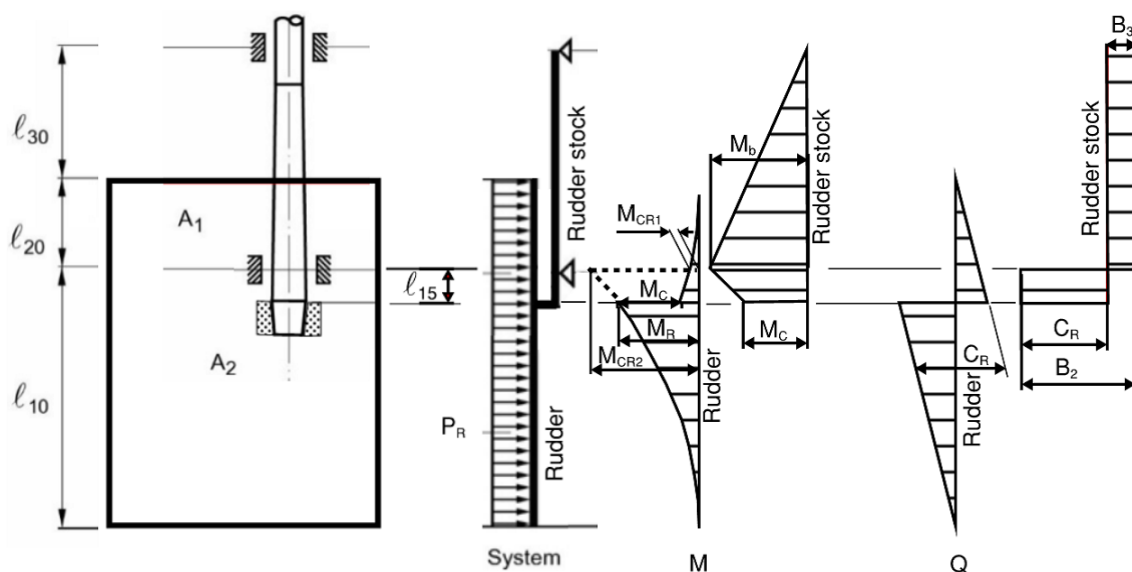 ℓ30
ℓ20
ℓ10
A1
A2
ℓ15
PR
Rudder stock
Rudder
System
MCR1
Mb
MC
MR
MC
MCR2
Rudder
Rudder stock
M
CR
Rudder
Q
B3
Rudder stock
CR
B2